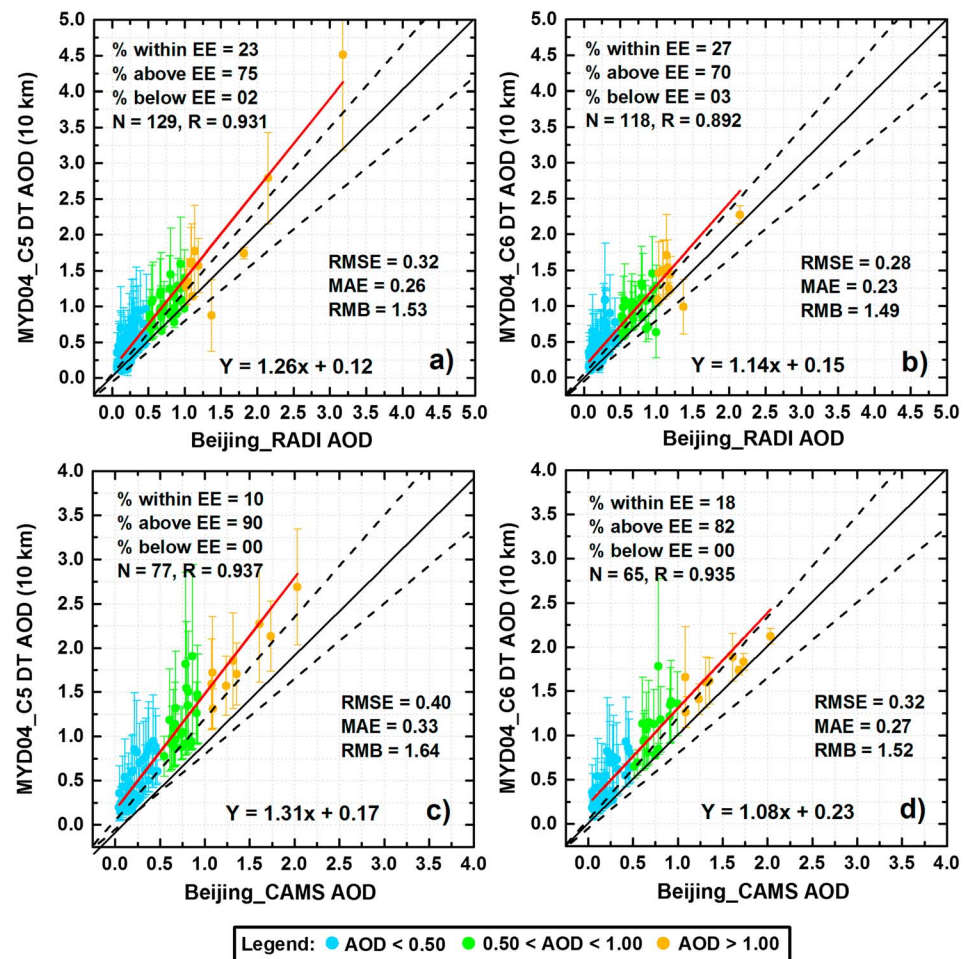 5.0
4.5
4.0
3.5
3.0
2.5
2.0
1.5
1.0
0.5
0.0
MYD04_C5 DT AOD (10 km)
% within EE = 23
% above EE = 75
% below EE = 02
N = 129, R = 0.931
RMSE = 0.32
MAE = 0.26
RMB = 1.53
Y = 1.26x + 0.12
a)
0.0 0.5 1.0 1.5 2.0 2.5 3.0 3.5 4.0 4.5 5.0
Beijing_RADI AOD
5.0
4.5
4.0
3.5
3.0
2.5
2.0
1.5
1.0
0.5
0.0
MYD04_C6 DT AOD (10 km)
% within EE = 27
% above EE = 70
% below EE = 03
N = 118, R = 0.892
RMSE = 0.28
MAE = 0.23
RMB = 1.49
Y = 1.14x + 0.15
b)
0.0 0.5 1.0 1.5 2.0 2.5 3.0 3.5 4.0 4.5 5.0
Beijing_RADI AOD
4.0
3.5
3.0
2.5
2.0
1.5
1.0
0.5
0.0
MYD04_C5 DT AOD (10 km)
% within EE = 10
% above EE = 90
% below EE = 00
N = 77, R = 0.937
RMSE = 0.40
MAE = 0.33
RMB = 1.64
Y = 1.31x + 0.17
c)
0.0 0.5 1.0 1.5 2.0 2.5 3.0 3.5 4.0
Beijing_CAMS AOD
4.0
3.5
3.0
2.5
2.0
1.5
1.0
0.5
0.0
MYD04_C6 DT AOD (10 km)
% within EE = 18
% above EE = 82
% below EE = 00
N = 65, R = 0.935
RMSE = 0.32
MAE = 0.27
RMB = 1.52
Y = 1.08x + 0.23
d)
0.0 0.5 1.0 1.5 2.0 2.5 3.0 3.5 4.0
Beijing_CAMS AOD
Legend: AOD < 0.50 0.50 < AOD < 1.00 AOD > 1.00